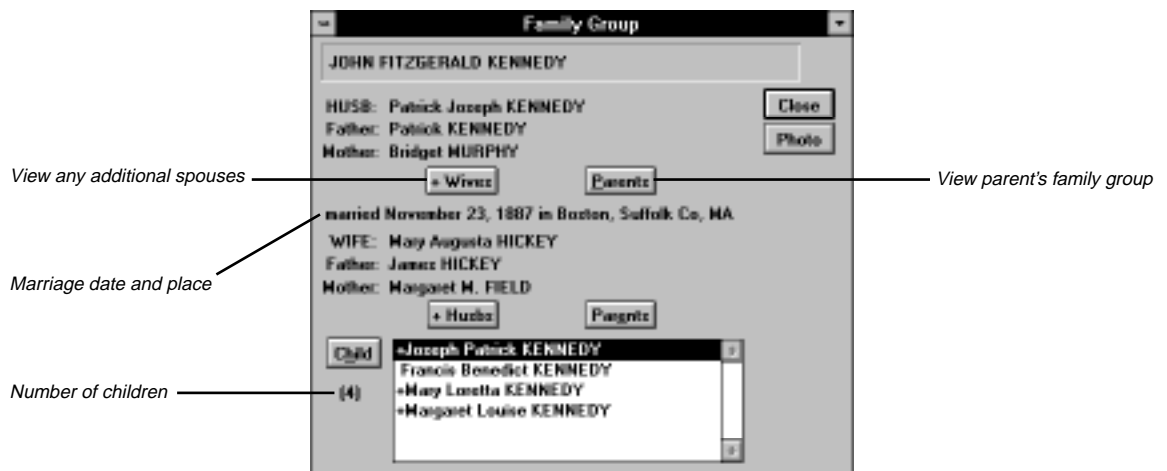 Family Group
JOHN FITZGERALD KENNEDY
HUSB: Patrick Joseph KENNEDY
Close
Father: Patrick KENNEDY
Photo
Mother: Bridget MURPHY
View any additional spouses
+ Wives
Parents
View parent's family group
married November 23, 1887 in Boston, Suffolk Co, MA
WIFE: Mary Augusta HICKEY
Father: James HICKEY
Marriage date and place
Mother: Margaret M. FIELD
+ Husbs
Parents
Child
+Joseph Patrick KENNEDY
Francis Benedict KENNEDY
Number of children
(4)
+Mary Loretta KENNEDY
+Margaret Louise KENNEDY